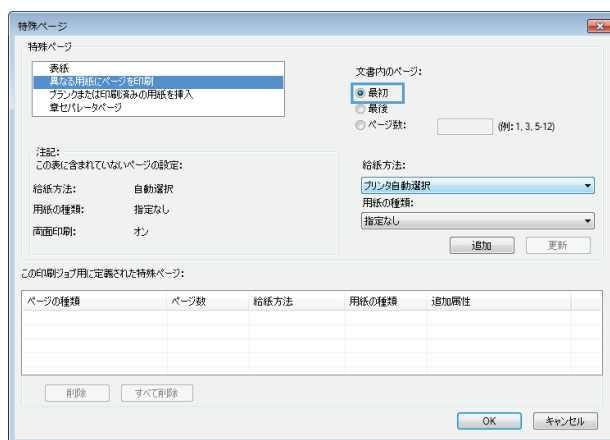 特殊ページ
特殊ページ
表紙
異なる用紙にページを印刷
ブランクまたは印刷済みの用紙を挿入
章セパレータページ
文書内のページ:
最初
最後
ページ数: (例: 1, 3, 5-12)
注記:
この表に含まれていないページの設定:
給紙方法: 自動選択
用紙の種類: 指定なし
両面印刷: オン
給紙方法:
プリンタ自動選択
用紙の種類:
指定なし
追加 更新
この印刷ジョブ用に定義された特殊ページ:
ページの種類 ページ数 給紙方法 用紙の種類 追加属性
削除 すべて削除
OK キャンセル